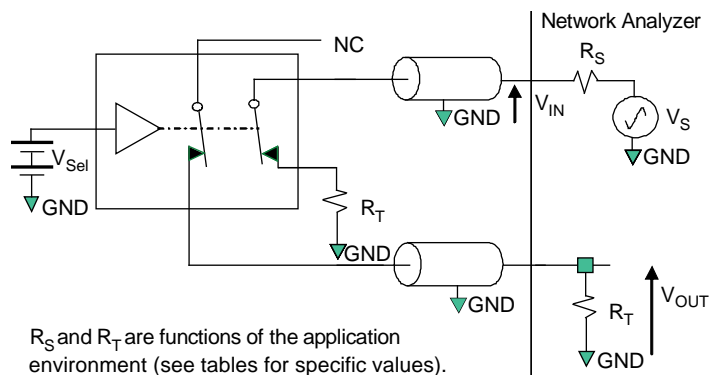 Network Analyzer
NC
R_S
GND
V_IN
V_S
GND
V_Sel
GND
R_T
GND
GND
R_T
V_OUT
GND
R_S and R_T are functions of the application
environment (see tables for specific values).